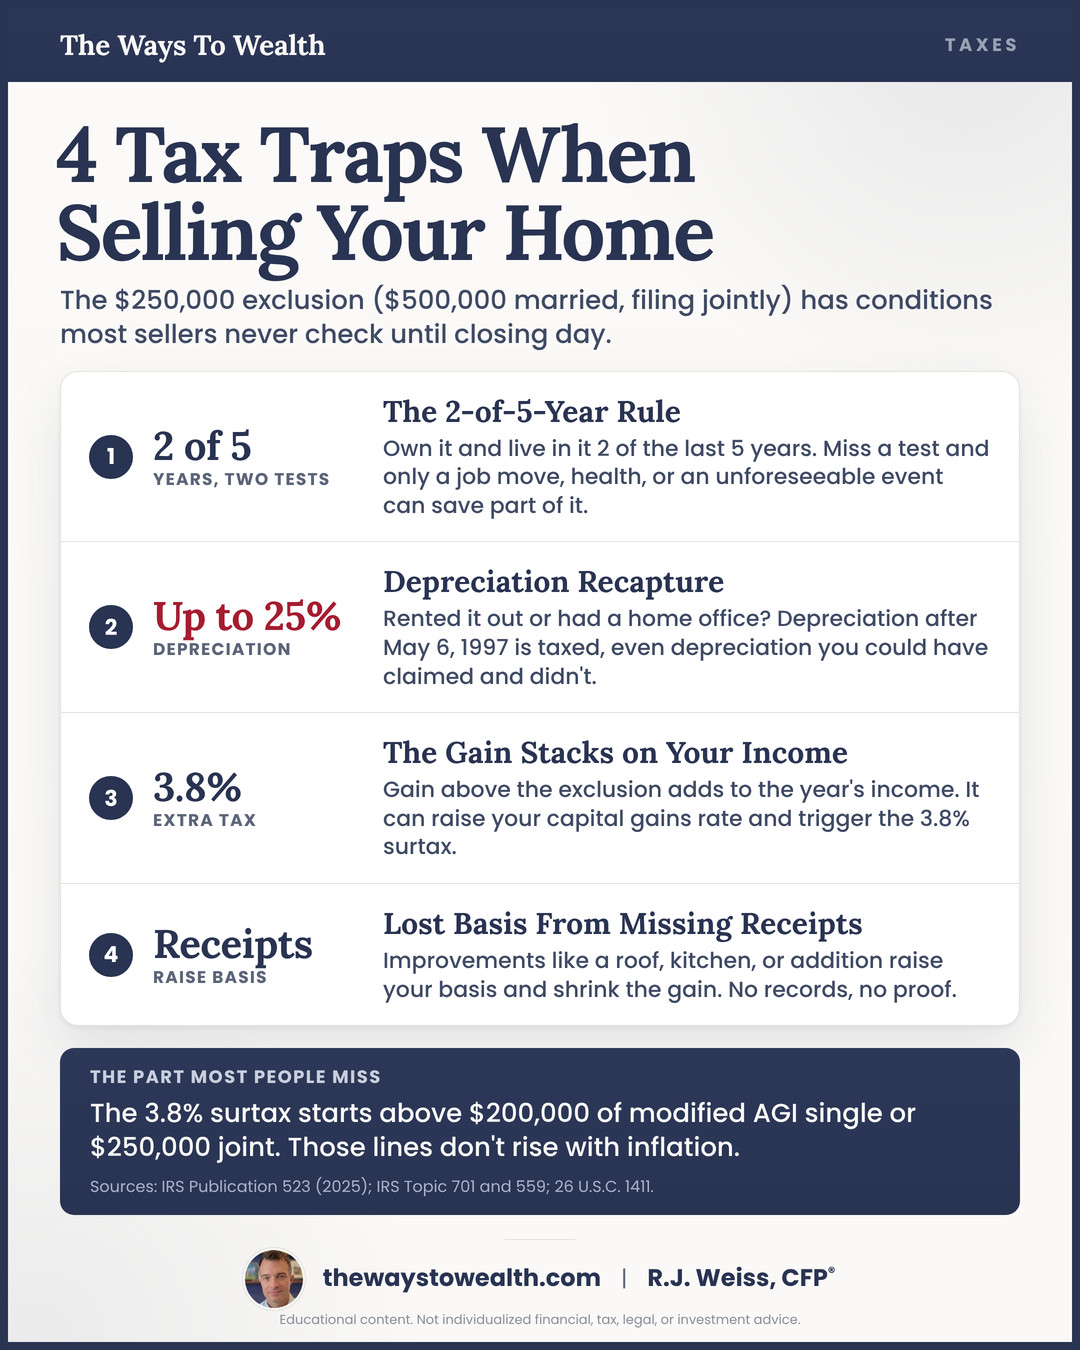 The Ways To Wealth
TAXES
4 Tax Traps When
Selling Your Home
The $250,000 exclusion ($500,000 married, filing jointly) has conditions
most sellers never check until closing day.
1
2 of 5
YEARS, TWO TESTS
The 2-of-5-Year Rule
Own it and live in it 2 of the last 5 years. Miss a test and
only a job move, health, or an unforeseeable event
can save part of it.
2
Up to 25%
DEPRECIATION
Depreciation Recapture
Rented it out or had a home office? Depreciation after
May 6, 1997 is taxed, even depreciation you could have
claimed and didn't.
3
3.8%
EXTRA TAX
The Gain Stacks on Your Income
Gain above the exclusion adds to the year's income. It
can raise your capital gains rate and trigger the 3.8%
surtax.
4
Receipts
RAISE BASIS
Lost Basis From Missing Receipts
Improvements like a roof, kitchen, or addition raise
your basis and shrink the gain. No records, no proof.
THE PART MOST PEOPLE MISS
The 3.8% surtax starts above $200,000 of modified AGI single or
$250,000 joint. Those lines don't rise with inflation.
Sources: IRS Publication 523 (2025); IRS Topic 701 and 559; 26 U.S.C. 1411.
thewaystowealth.com | R.J. Weiss, CFP®
Educational content. Not individualized financial, tax, legal, or investment advice.